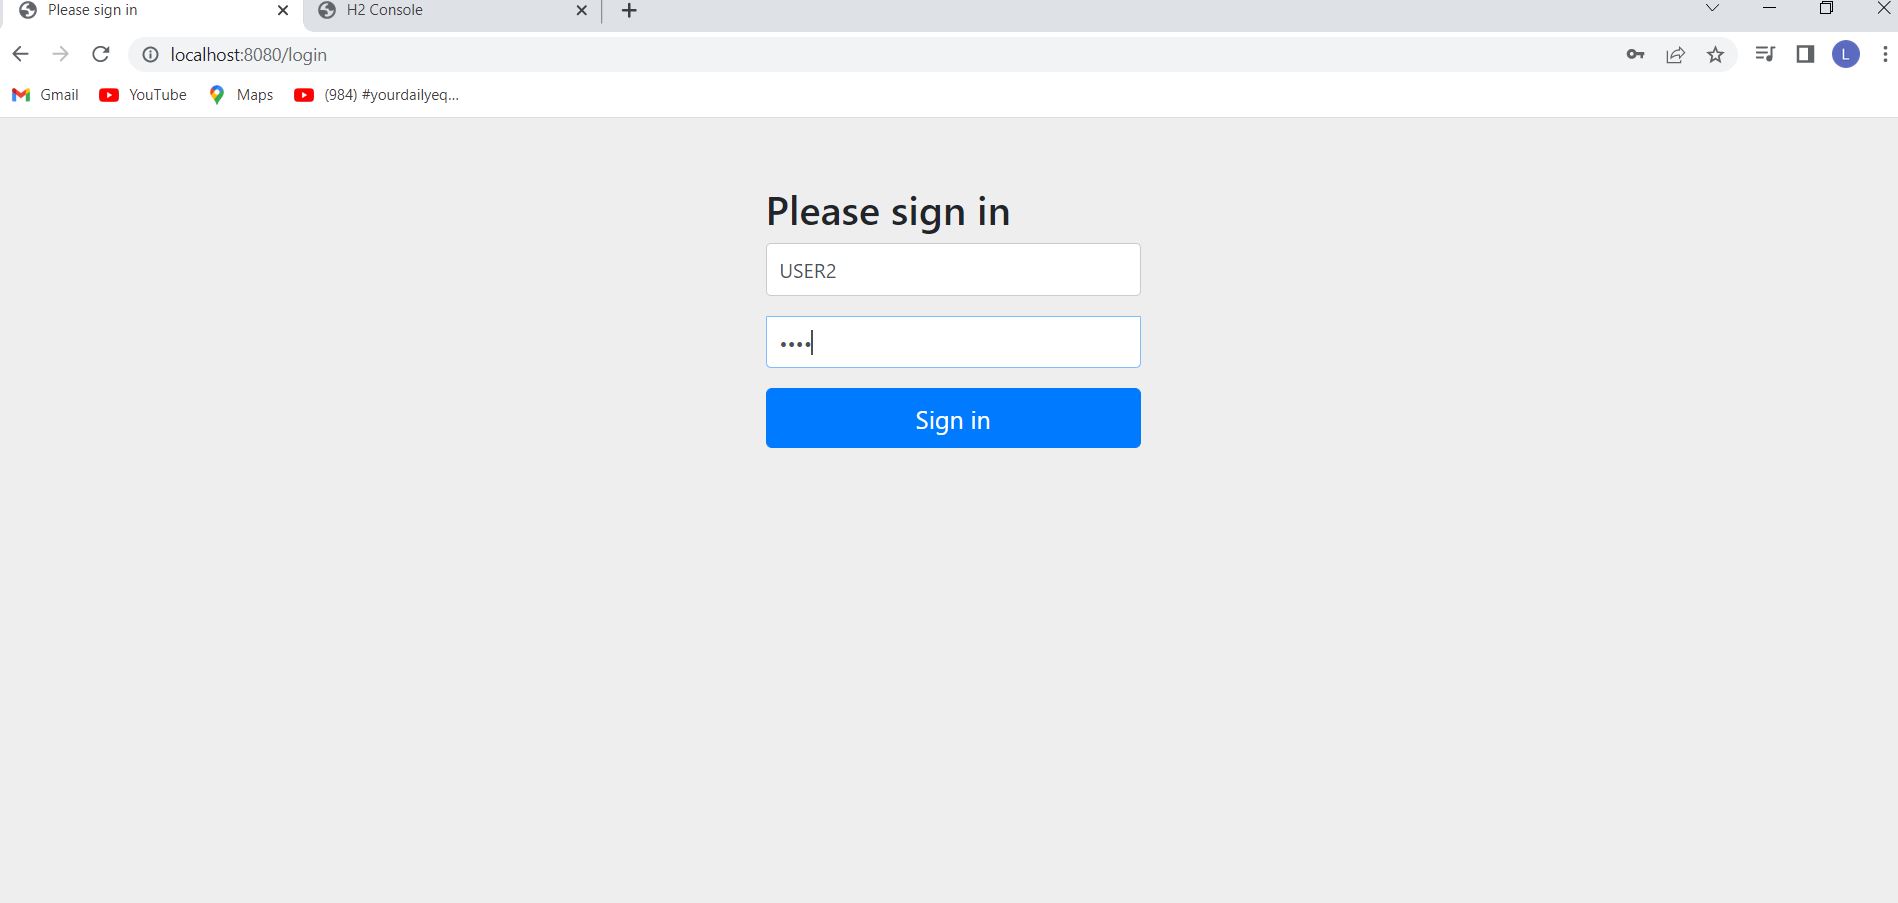 Please sign in
H2 Console
localhost:8080/login
L
Gmail
YouTube
Maps
(984) #yourdailyeq...
Please sign in
USER2
••••
Sign in